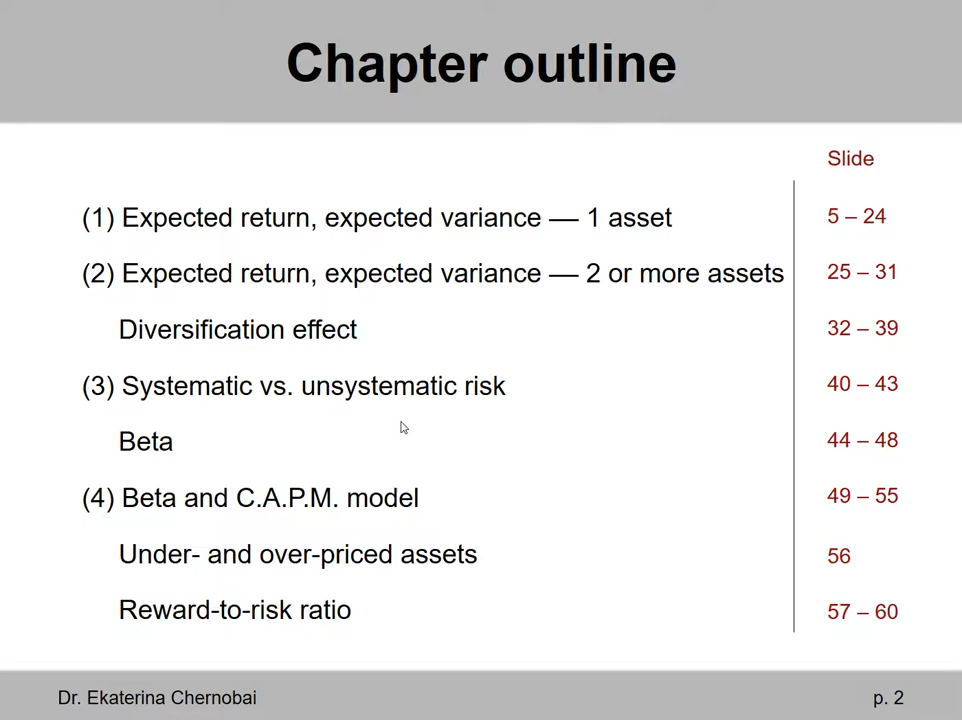 Chapter outline
Slide
(1) Expected return, expected variance — 1 asset 5 – 24
(2) Expected return, expected variance — 2 or more assets 25 – 31
Diversification effect 32 – 39
(3) Systematic vs. unsystematic risk 40 – 43
Beta 44 – 48
(4) Beta and C.A.P.M. model 49 – 55
Under- and over-priced assets 56
Reward-to-risk ratio 57 – 60
Dr. Ekaterina Chernobai p. 2